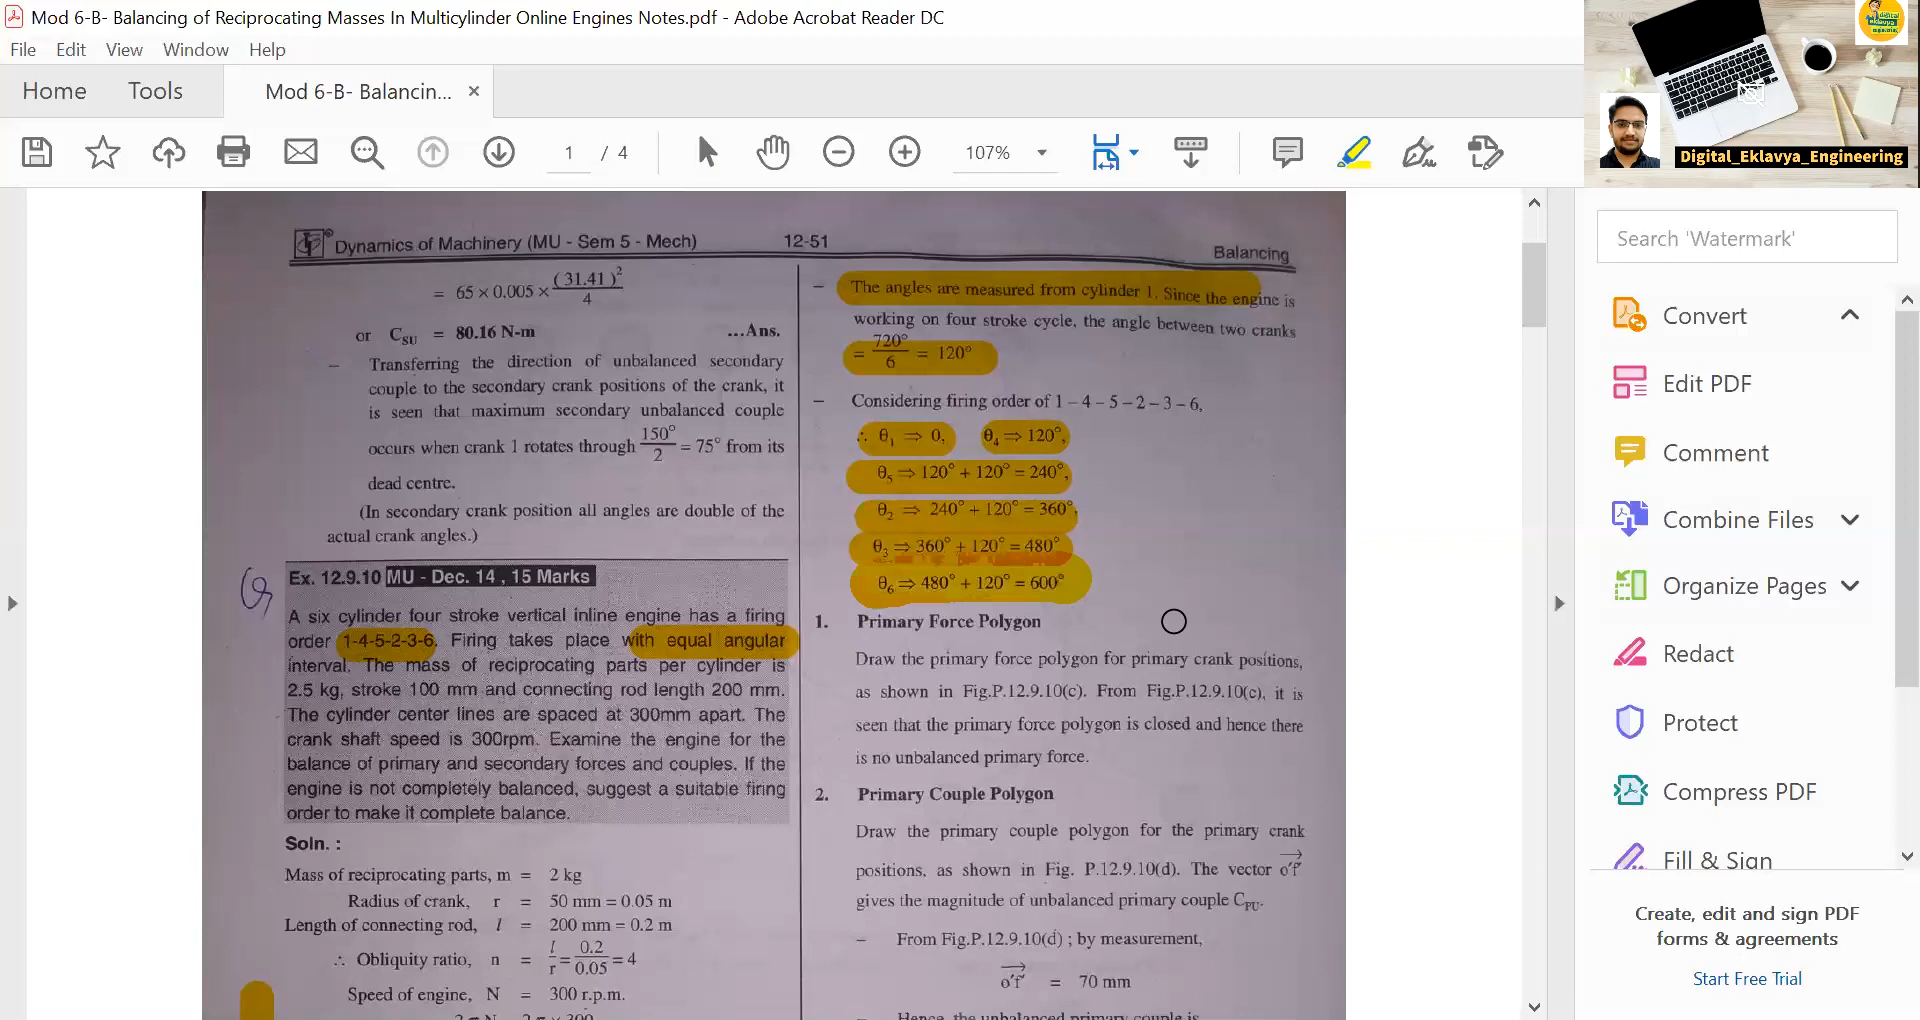 Mod 6-B- Balancing of Reciprocating Masses In Multicylinder Online Engines Notes.pdf - Adobe Acrobat Reader DC
File Edit View Window Help
Home Tools Mod 6-B- Balancin... ×
1 / 4 107%
Digital_Eklavya_Engineering
Dynamics of Machinery (MU - Sem 5 - Mech) 12-51 Balancing
= 65 × 0.005 × (31.41)² / 4
or C_SU = 80.16 N-m ...Ans.
– Transferring the direction of unbalanced secondary
couple to the secondary crank positions of the crank, it
is seen that maximum secondary unbalanced couple
occurs when crank 1 rotates through 150° / 2 = 75° from its
dead centre.
(In secondary crank position all angles are double of the
actual crank angles.)
Ex. 12.9.10 MU - Dec. 14 , 15 Marks
A six cylinder four stroke vertical inline engine has a firing
order 1-4-5-2-3-6. Firing takes place with equal angular
interval. The mass of reciprocating parts per cylinder is
2.5 kg, stroke 100 mm and connecting rod length 200 mm.
The cylinder center lines are spaced at 300mm apart. The
crank shaft speed is 300rpm. Examine the engine for the
balance of primary and secondary forces and couples. If the
engine is not completely balanced, suggest a suitable firing
order to make it complete balance.
Soln. :
Mass of reciprocating parts, m = 2 kg
Radius of crank, r = 50 mm = 0.05 m
Length of connecting rod, l = 200 mm = 0.2 m
∴ Obliquity ratio, n = l / r = 0.2 / 0.05 = 4
Speed of engine, N = 300 r.p.m.
– The angles are measured from cylinder 1. Since the engine is
working on four stroke cycle, the angle between two cranks
= 720° / 6 = 120°
– Considering firing order of 1 – 4 – 5 – 2 – 3 – 6,
∴ θ₁ ⇒ 0, θ₄ ⇒ 120°,
θ₅ ⇒ 120° + 120° = 240°,
θ₂ ⇒ 240° + 120° = 360°,
θ₃ ⇒ 360° + 120° = 480°
θ₆ ⇒ 480° + 120° = 600°
1. Primary Force Polygon
Draw the primary force polygon for primary crank positions,
as shown in Fig.P.12.9.10(c). From Fig.P.12.9.10(c), it is
seen that the primary force polygon is closed and hence there
is no unbalanced primary force.
2. Primary Couple Polygon
Draw the primary couple polygon for the primary crank
positions, as shown in Fig. P.12.9.10(d). The vector o'f'
gives the magnitude of unbalanced primary couple C_PU.
– From Fig.P.12.9.10(d) ; by measurement,
o'f' = 70 mm
– Hence, the unbalanced primary couple is
Search 'Watermark'
Convert
Edit PDF
Comment
Combine Files
Organize Pages
Redact
Protect
Compress PDF
Fill & Sign
Create, edit and sign PDF
forms & agreements
Start Free Trial